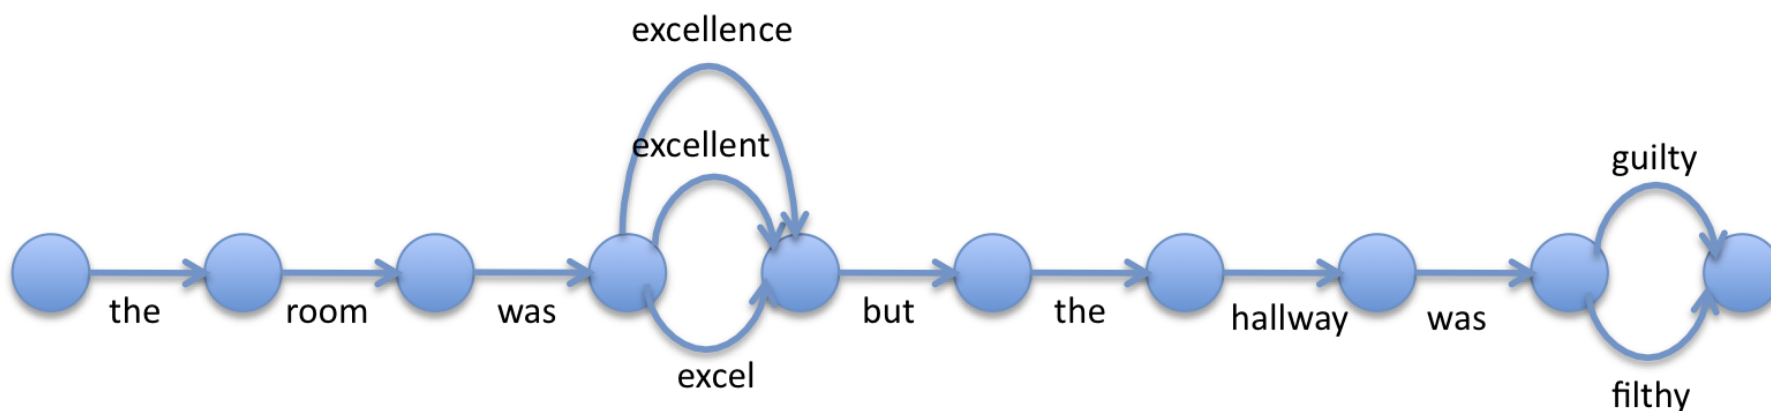 excellence
excellent
guilty
the room was but the hallway was
excel
filthy